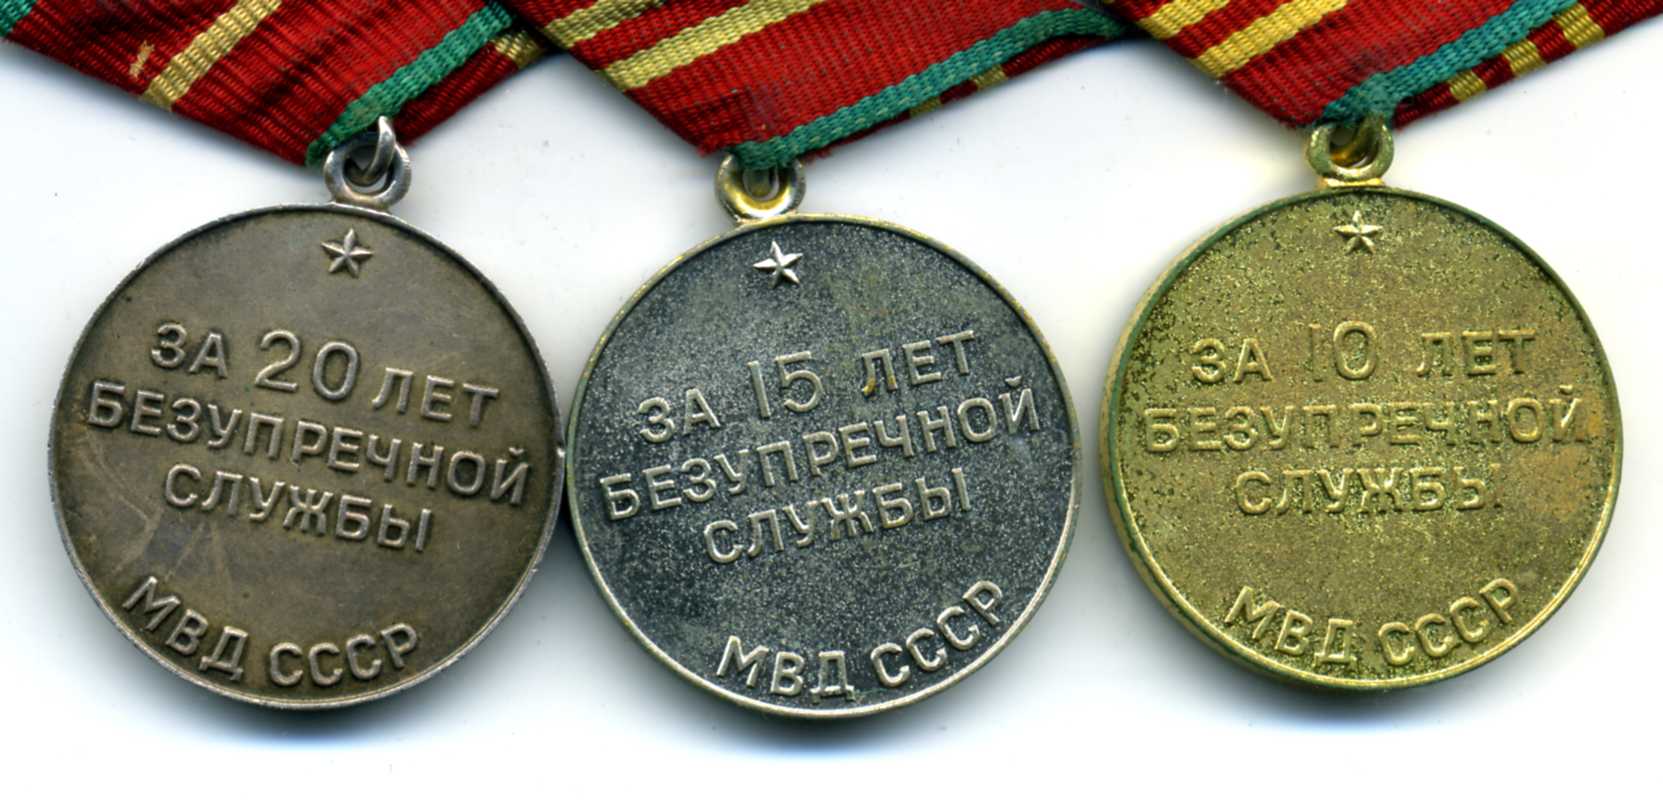 ЗА 20 ЛЕТ
БЕЗУПРЕЧНОЙ
СЛУЖБЫ
МВД СССР
ЗА 15 ЛЕТ
БЕЗУПРЕЧНОЙ
СЛУЖБЫ
МВД СССР
ЗА 10 ЛЕТ
БЕЗУПРЕЧНОЙ
СЛУЖБЫ
МВД СССР